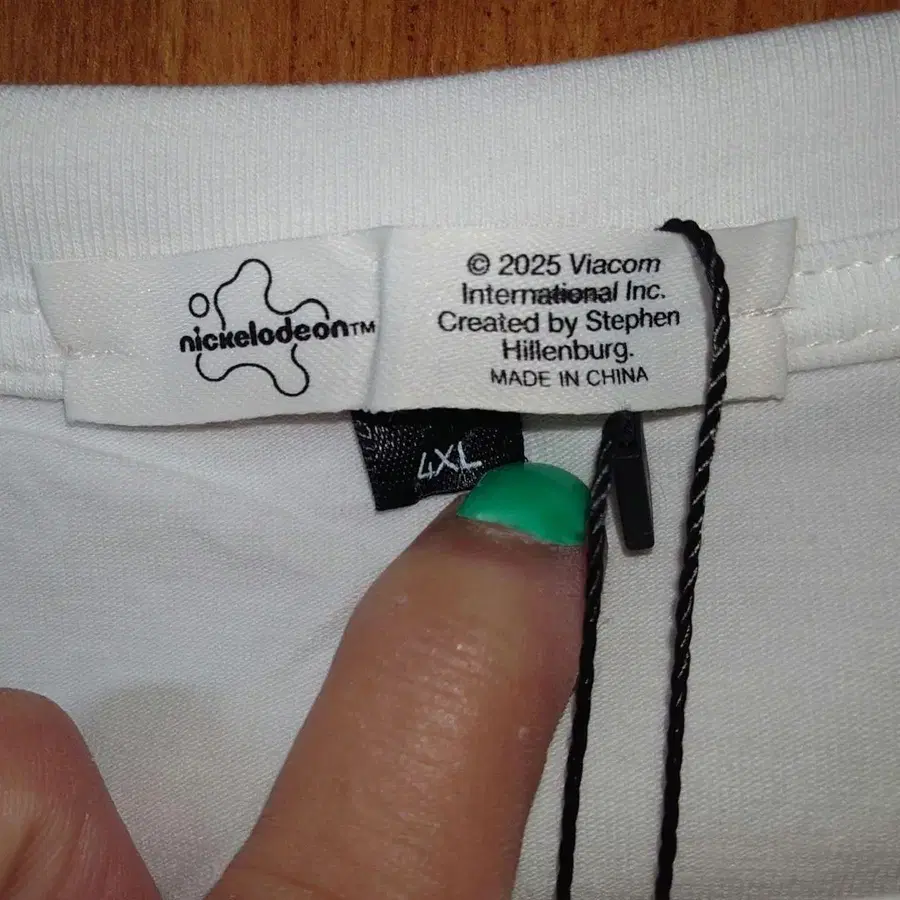 nickelodeon™
© 2025 Viacom
International Inc.
Created by Stephen
Hillenburg.
MADE IN CHINA
4XL